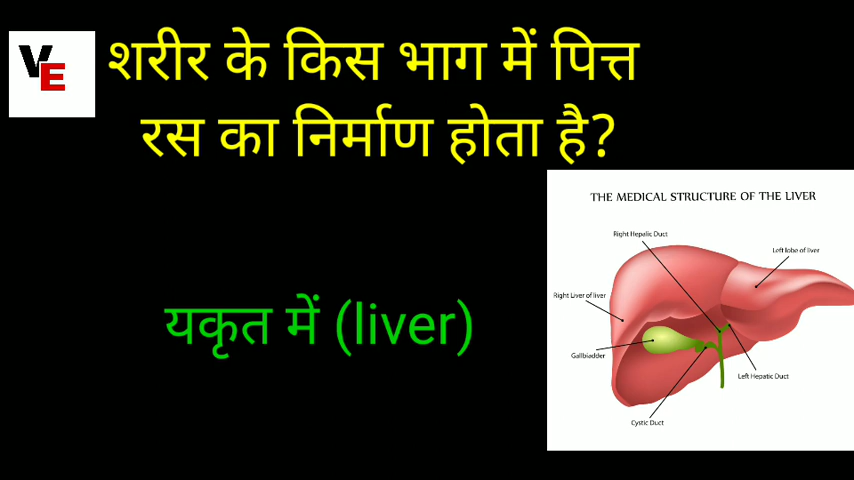 VE
शरीर के किस भाग में पित्त
रस का निर्माण होता है?
THE MEDICAL STRUCTURE OF THE LIVER
Right Hepalic Duct
Left lobe of liver
Right Liver of liver
यकृत में (liver)
Gallbladder
Left Hepatic Duct
Cystic Duct